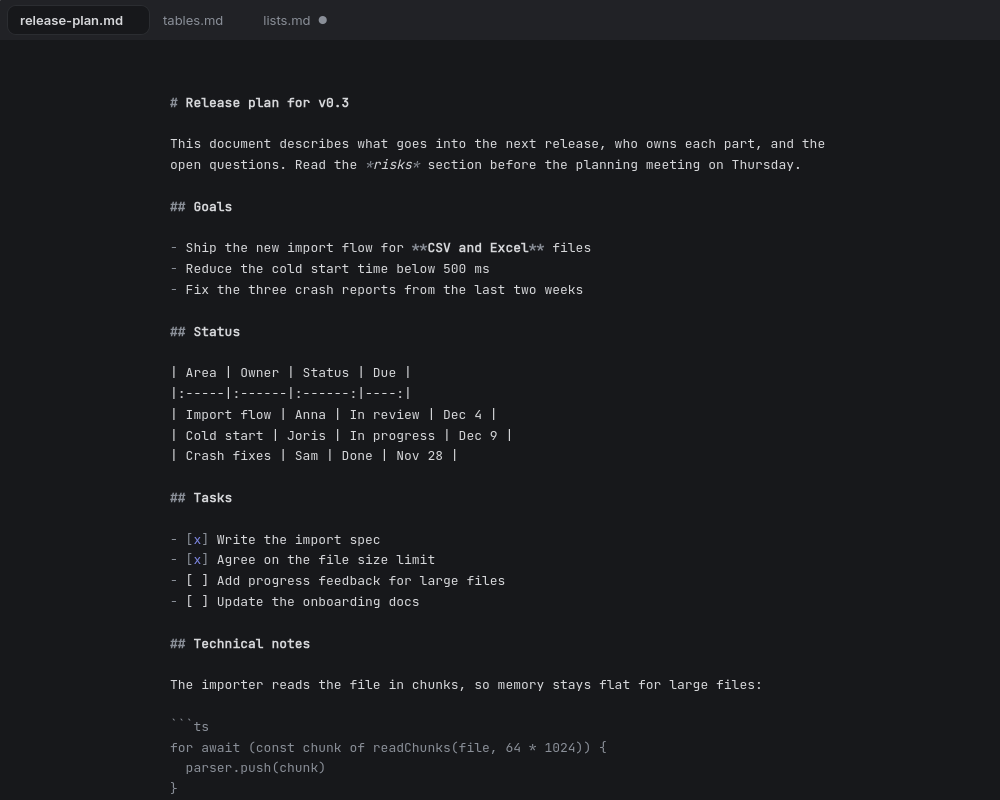 release-plan.md
tables.md
lists.md
# Release plan for v0.3
This document describes what goes into the next release, who owns each part, and the
open questions. Read the *risks* section before the planning meeting on Thursday.
## Goals
- Ship the new import flow for **CSV and Excel** files
- Reduce the cold start time below 500 ms
- Fix the three crash reports from the last two weeks
## Status
| Area | Owner | Status | Due |
|:-----|:------|:------:|----:|
| Import flow | Anna | In review | Dec 4 |
| Cold start | Joris | In progress | Dec 9 |
| Crash fixes | Sam | Done | Nov 28 |
## Tasks
- [x] Write the import spec
- [x] Agree on the file size limit
- [ ] Add progress feedback for large files
- [ ] Update the onboarding docs
## Technical notes
The importer reads the file in chunks, so memory stays flat for large files:
```ts
for await (const chunk of readChunks(file, 64 * 1024)) {
  parser.push(chunk)
}